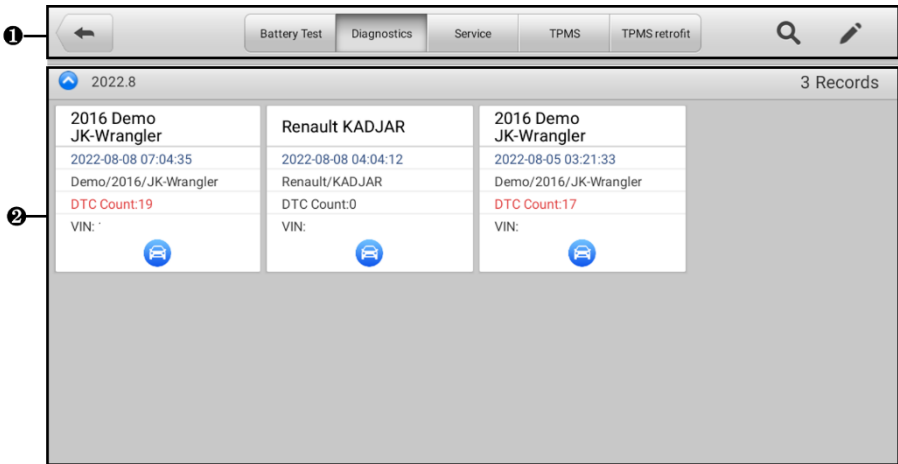 ❶
Battery Test Diagnostics Service TPMS TPMS retrofit
❷
2022.8 3 Records
2016 Demo
JK-Wrangler
2022-08-08 07:04:35
Demo/2016/JK-Wrangler
DTC Count:19
VIN:
Renault KADJAR
2022-08-08 04:04:12
Renault/KADJAR
DTC Count:0
VIN:
2016 Demo
JK-Wrangler
2022-08-05 03:21:33
Demo/2016/JK-Wrangler
DTC Count:17
VIN: